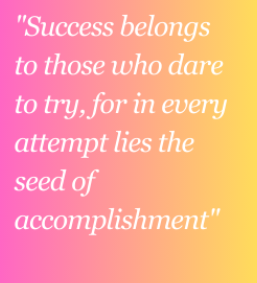 "Success belongs
to those who dare
to try, for in every
attempt lies the
seed of
accomplishment"